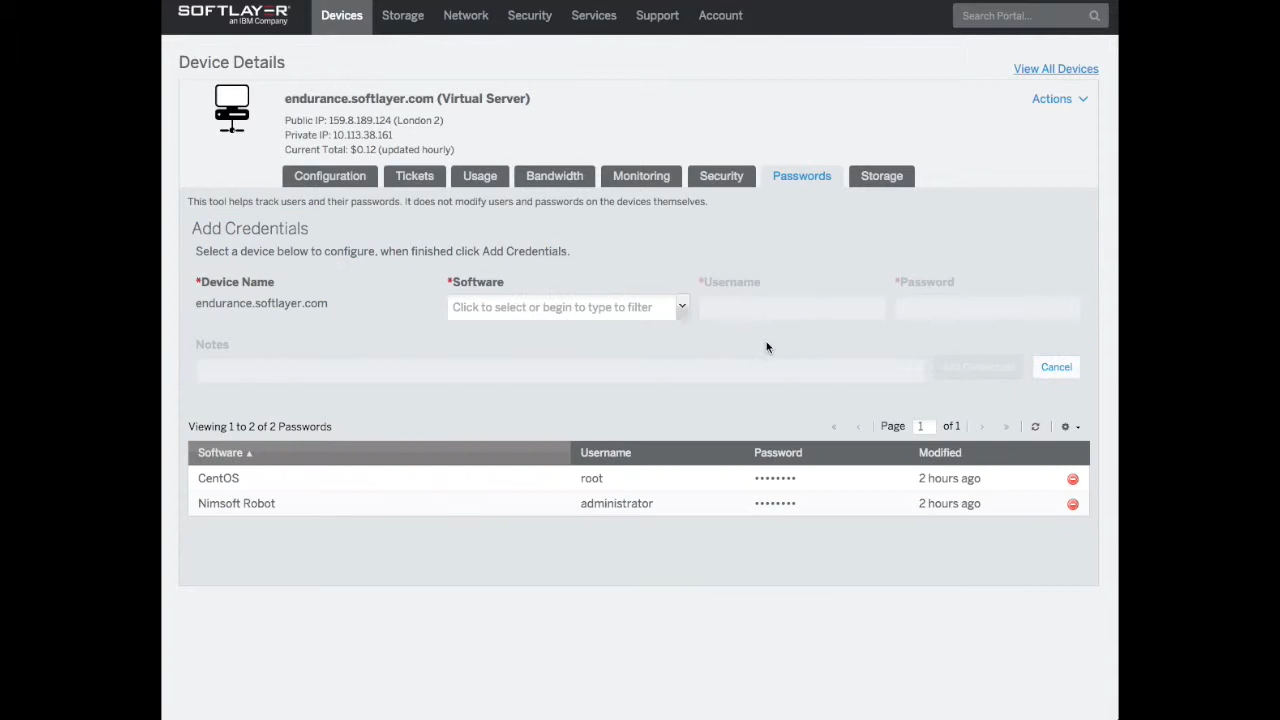 SOFTLAYER®
an IBM Company
Devices Storage Network Security Services Support Account
Search Portal...
Device Details
View All Devices
endurance.softlayer.com (Virtual Server)
Actions
Public IP: 159.8.189.124 (London 2)
Private IP: 10.113.38.161
Current Total: $0.12 (updated hourly)
Configuration Tickets Usage Bandwidth Monitoring Security Passwords Storage
This tool helps track users and their passwords. It does not modify users and passwords on the devices themselves.
Add Credentials
Select a device below to configure, when finished click Add Credentials.
*Device Name *Software *Username *Password
endurance.softlayer.com Click to select or begin to type to filter
Notes
Add Credentials Cancel
Viewing 1 to 2 of 2 Passwords « ‹ Page 1 of 1 › »
Software ▲ Username Password Modified
CentOS root •••••••• 2 hours ago
Nimsoft Robot administrator •••••••• 2 hours ago